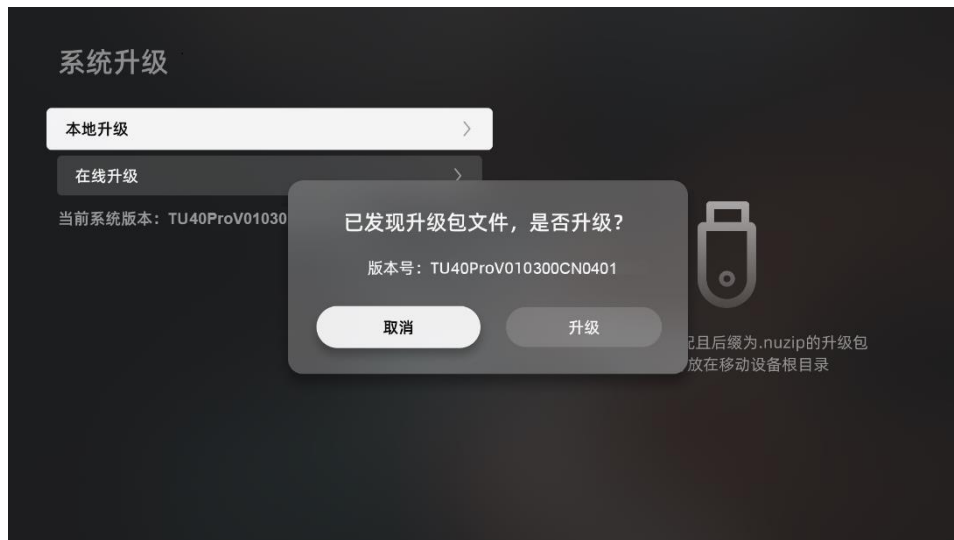 系统升级
本地升级
在线升级
当前系统版本：TU40ProV01030
已发现升级包文件，是否升级？
版本号：TU40ProV010300CN0401
取消
升级
且后缀为.nuzip的升级包
放在移动设备根目录